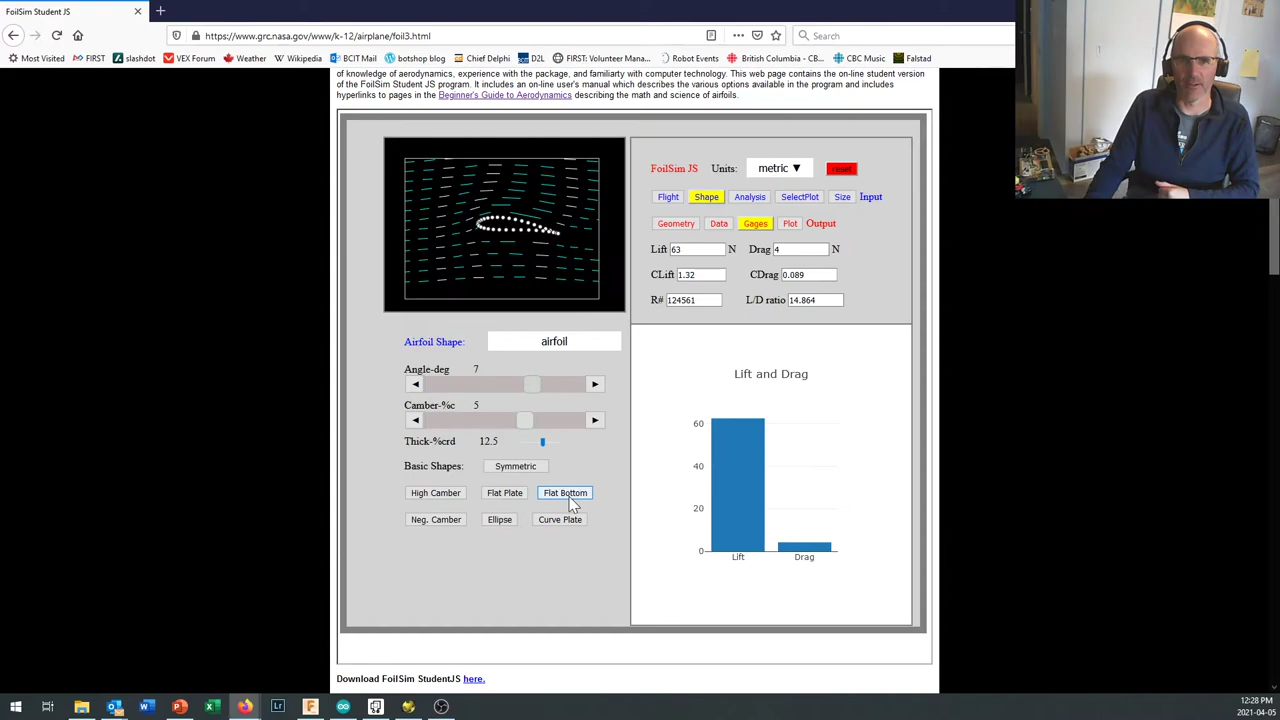 FoilSim Student JS
https://www.grc.nasa.gov/www/k-12/airplane/foil3.html
Search
Most Visited FIRST slashdot VEX Forum Weather Wikipedia BCIT Mail botshop blog Chief Delphi D2L FIRST: Volunteer Mana... Robot Events British Columbia - CB... CBC Music Falstad
of knowledge of aerodynamics, experience with the package, and familiarty with computer technology. This web page contains the on-line student version
of the FoilSim Student JS program. It includes an on-line user's manual which describes the various options available in the program and includes
hyperlinks to pages in the Beginner's Guide to Aerodynamics describing the math and science of airfoils.
FoilSim JS Units: metric ▼ reset
Flight Shape Analysis SelectPlot Size Input
Geometry Data Gages Plot Output
Lift 63 N Drag 4 N
CLift 1.32 CDrag 0.089
R# 124561 L/D ratio 14.864
Airfoil Shape: airfoil
Angle-deg 7
Camber-%c 5
Thick-%crd 12.5
Basic Shapes: Symmetric
High Camber Flat Plate Flat Bottom
Neg. Camber Ellipse Curve Plate
Lift and Drag
60
40
20
0
Lift Drag
Download FoilSim StudentJS here.
12:28 PM
2021-04-05